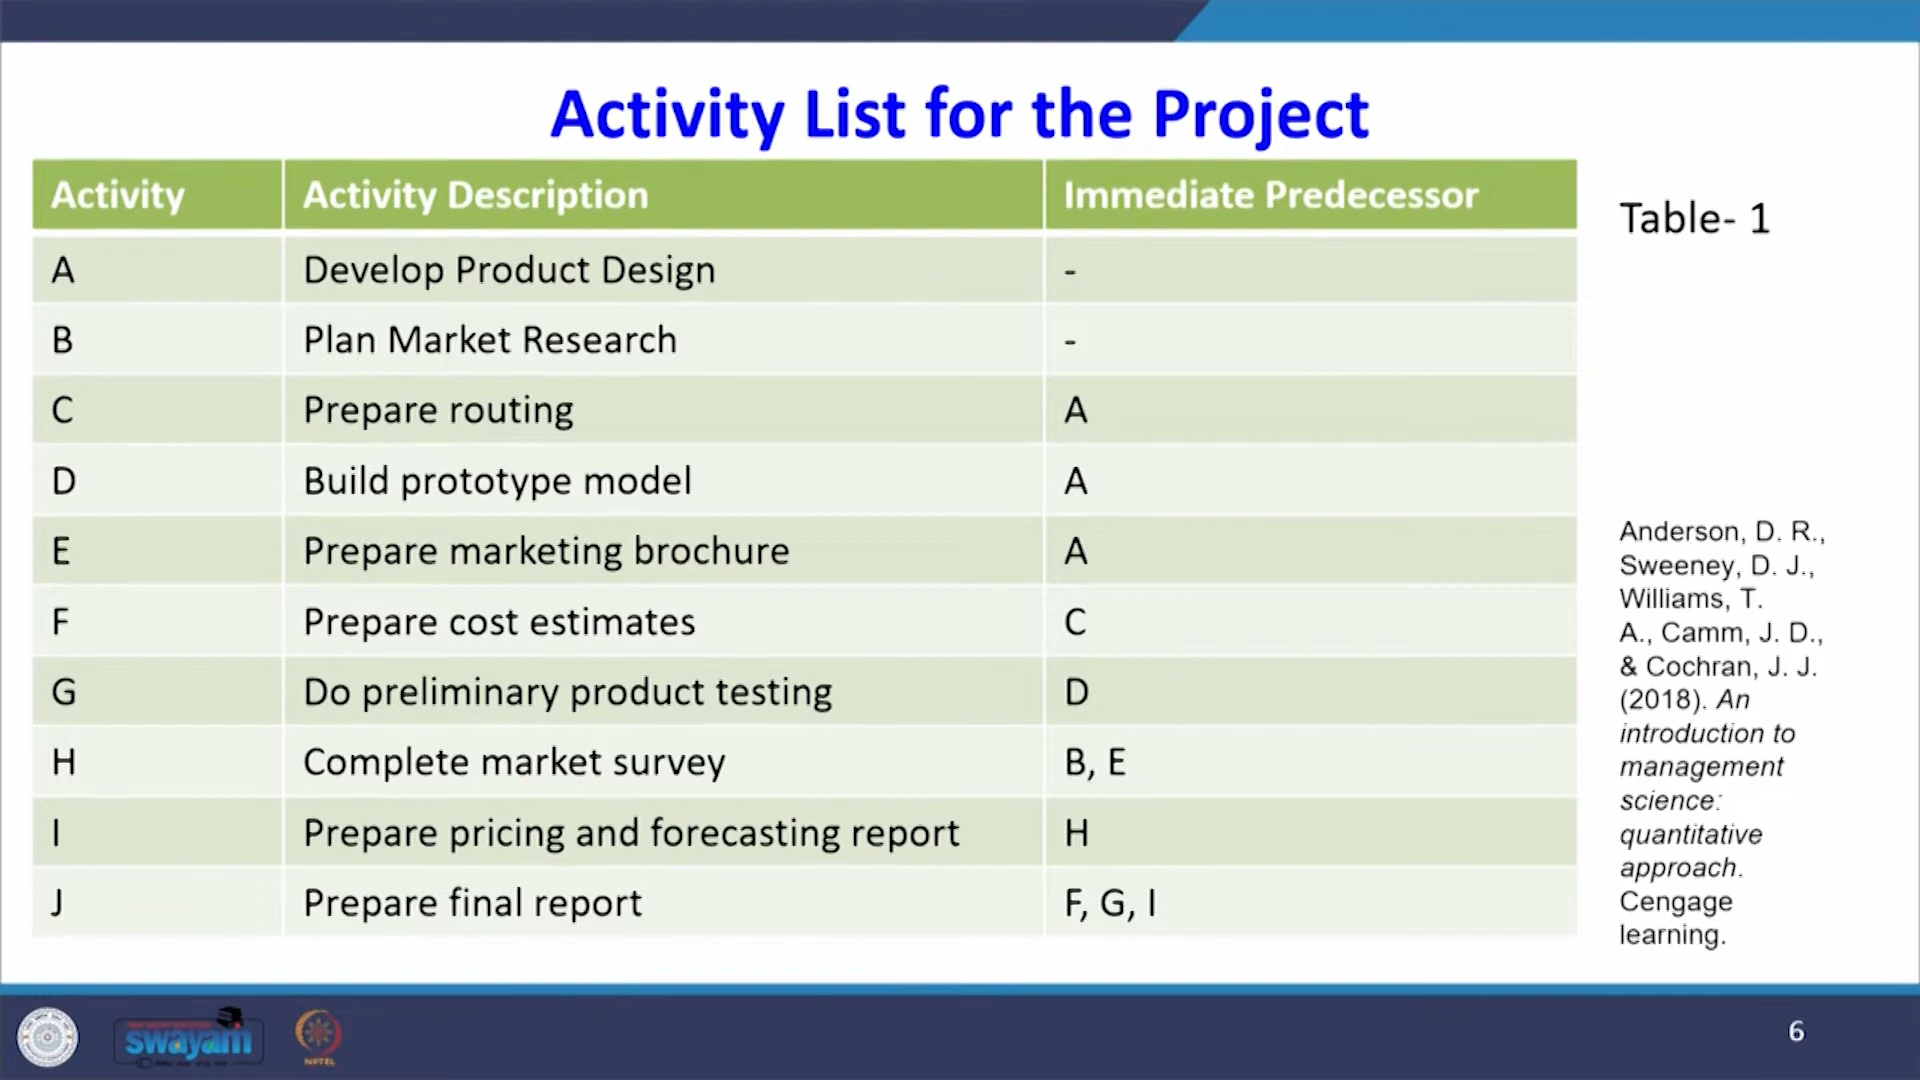 Activity List for the Project
Activity Activity Description Immediate Predecessor
A Develop Product Design -
B Plan Market Research -
C Prepare routing A
D Build prototype model A
E Prepare marketing brochure A
F Prepare cost estimates C
G Do preliminary product testing D
H Complete market survey B, E
I Prepare pricing and forecasting report H
J Prepare final report F, G, I
Table- 1
Anderson, D. R.,
Sweeney, D. J.,
Williams, T.
A., Camm, J. D.,
& Cochran, J. J.
(2018). An
introduction to
management
science:
quantitative
approach.
Cengage
learning.
swayam
NPTEL
6